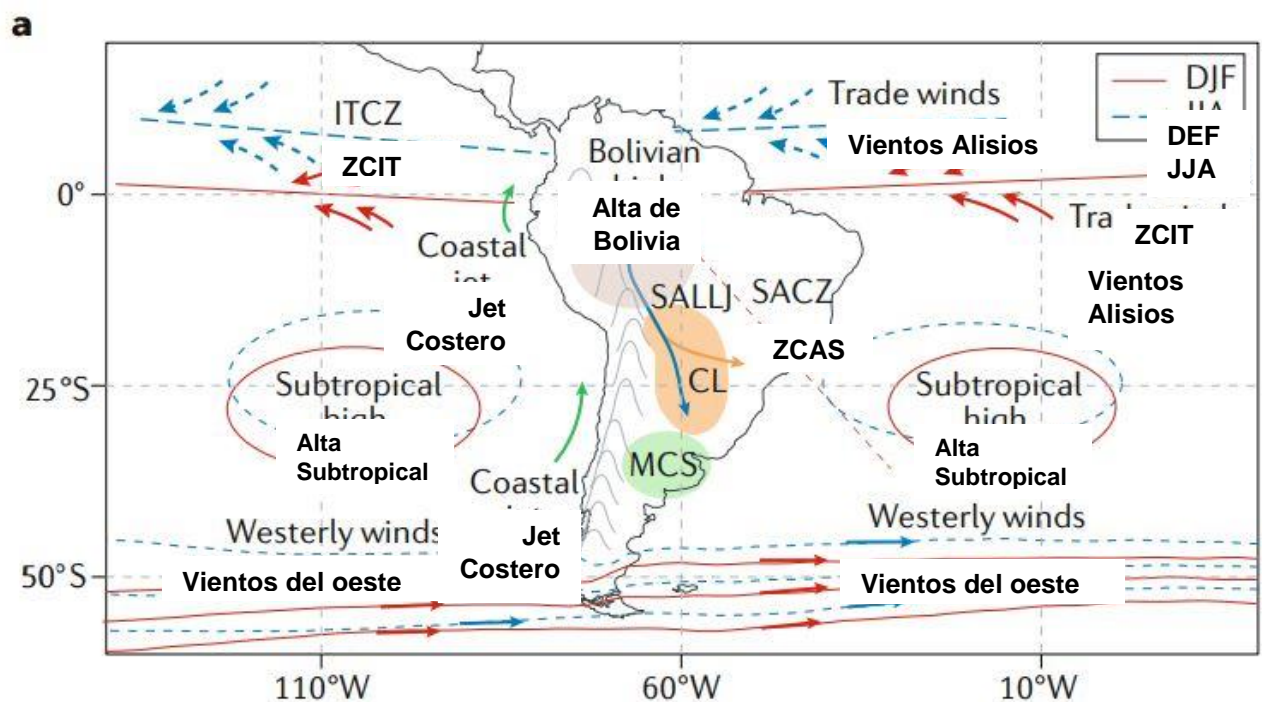 a
DJF
Trade winds
ITCZ
DEF
Vientos Alisios
Bolivian
ZCIT
JJA
0°
Alta de
Bolivia
ZCIT
Coastal
Vientos
Alisios
SALLJ
SACZ
Jet
Costero
ZCAS
25°S
Subtropical
CL
Subtropical
Alta
Subtropical
Alta
Subtropical
MCS
Coastal
Westerly winds
Westerly winds
Jet
Costero
50°S
Vientos del oeste
Vientos del oeste
110°W
60°W
10°W